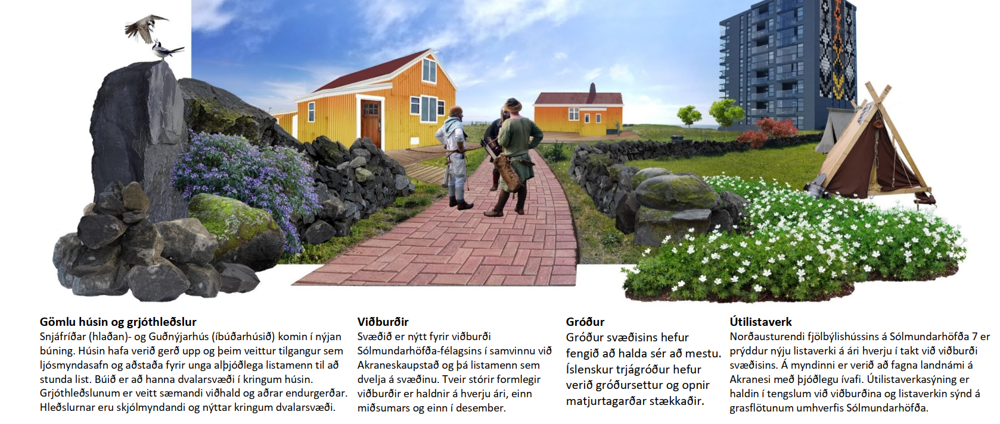 Gömlu húsin og grjóthleðslur
Snjáfríðar (hlaðan)- og Guðnýjarhús (íbúðarhúsið) komin í nýjan
búning. Húsin hafa verið gerð upp og þeim veittur tilgangur sem
ljósmyndasafn og aðstaða fyrir unga alþjóðlega listamenn til að
stunda list. Búið er að hanna dvalarsvæði í kringum húsin.
Grjóthleðslunum er veitt sæmandi viðhald og aðrar endurgerðar.
Hleðslurnar eru skjólmyndandi og nýttar kringum dvalarsvæði.
Viðburðir
Svæðið er nýtt fyrir viðburði
Sólmundarhöfða-félagsins í samvinnu við
Akraneskaupstað og þá listamenn sem
dvelja á svæðinu. Tveir stórir formlegir
viðburðir er haldnir á hverju ári, einn
miðsumars og einn í desember.
Gróður
Gróður svæðisins hefur
fengið að halda sér að mestu.
Íslenskur trjágróður hefur
verið gróðursettur og opnir
matjurtagarðar stækkaðir.
Útilistaverk
Norðausturendi fjölbýlishússins á Sólmundarhöfða 7 er
prýddur nýju listaverki á ári hverju í takt við viðburði
svæðisins. Á myndinni er verið að fagna landnámi á
Akranesi með þjóðlegu ívafi. Útilistaverkasýning er
haldin í tengslum við viðburðina og listaverkin sýnd á
grasflötunum umhverfis Sólmundarhöfða.